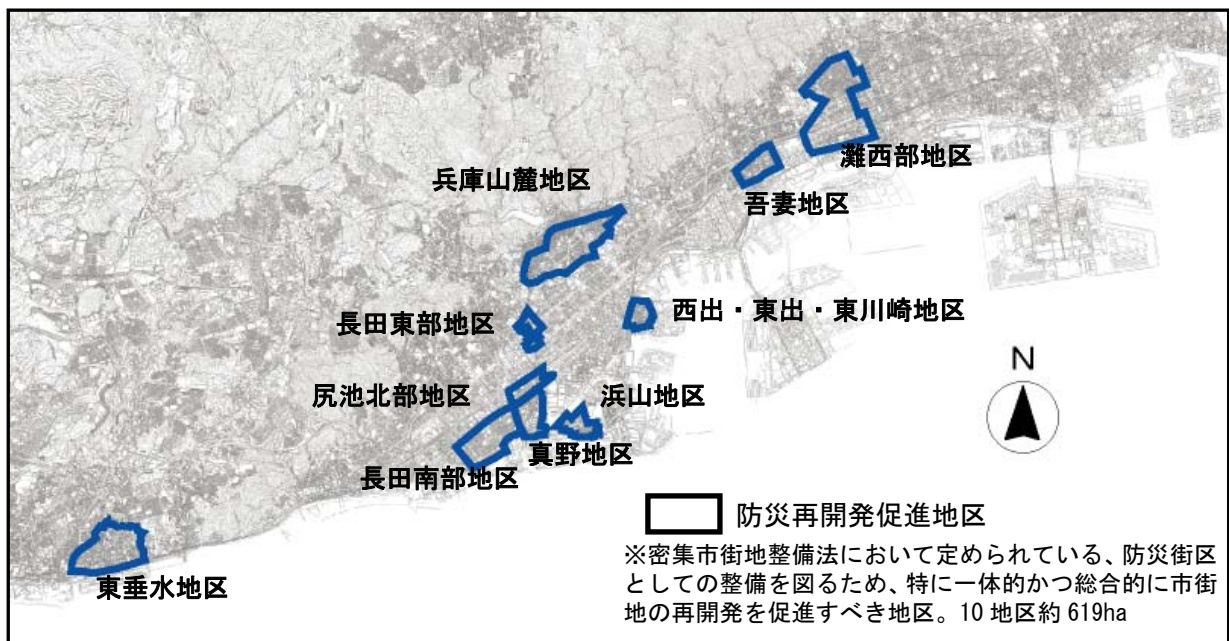 灘西部地区
兵庫山麓地区
吾妻地区
西出・東出・東川崎地区
長田東部地区
N
尻池北部地区
浜山地区
真野地区
長田南部地区
防災再開発促進地区
※密集市街地整備法において定められている、防災街区
としての整備を図るため、特に一体的かつ総合的に市街
地の再開発を促進すべき地区。10 地区約 619ha
東垂水地区